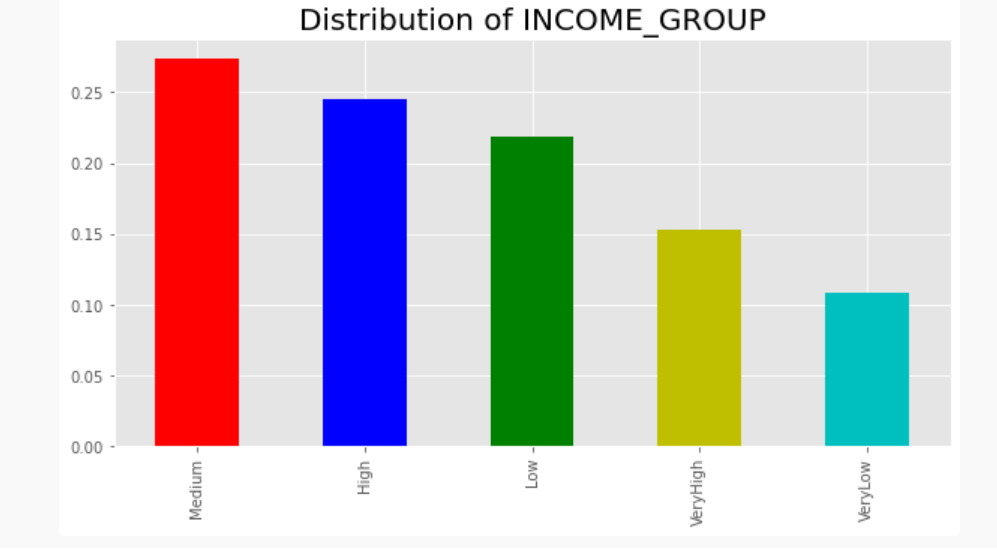 Distribution of INCOME_GROUP
0.25
0.20
0.15
0.10
0.05
0.00
Medium
High
Low
VeryHigh
VeryLow